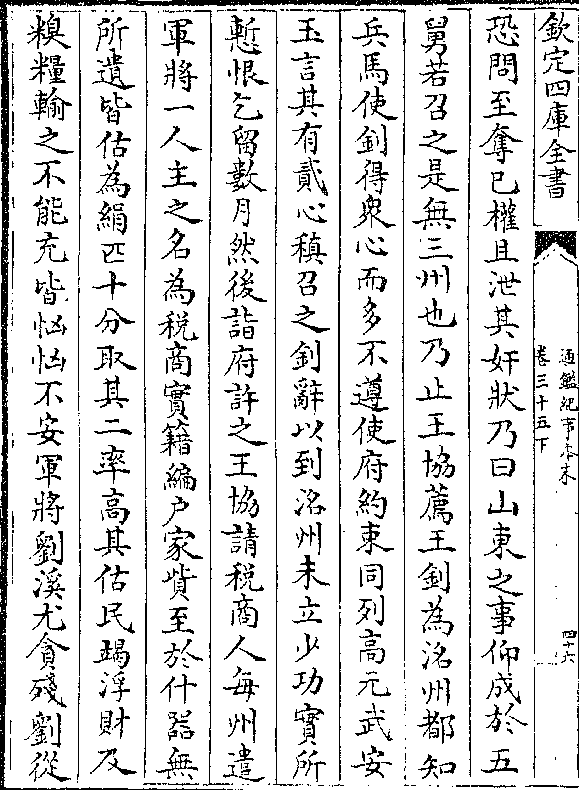 欽定四庫全書
通鑑紀事本末
卷三十五下
四十六
恐問至奪已權且泄其奸狀乃曰山東之事仰成於五
舅若召之是無三州也乃止王協薦王釗為洺州都知
兵馬使釗得衆心而多不遵使府約束同列高元武安
玉言其有貳心稹召之釗辭以到洺州未立少功實所
慙恨乞留數月然後詣府許之王協請税商人每州遣
軍將一人主之名為税商實籍編户家貲至於什器無
所遺皆估為絹匹十分取其二率高其估民竭浮財及
糗糧輸之不能充皆恟恟不安軍將劉溪尤貪殘劉從